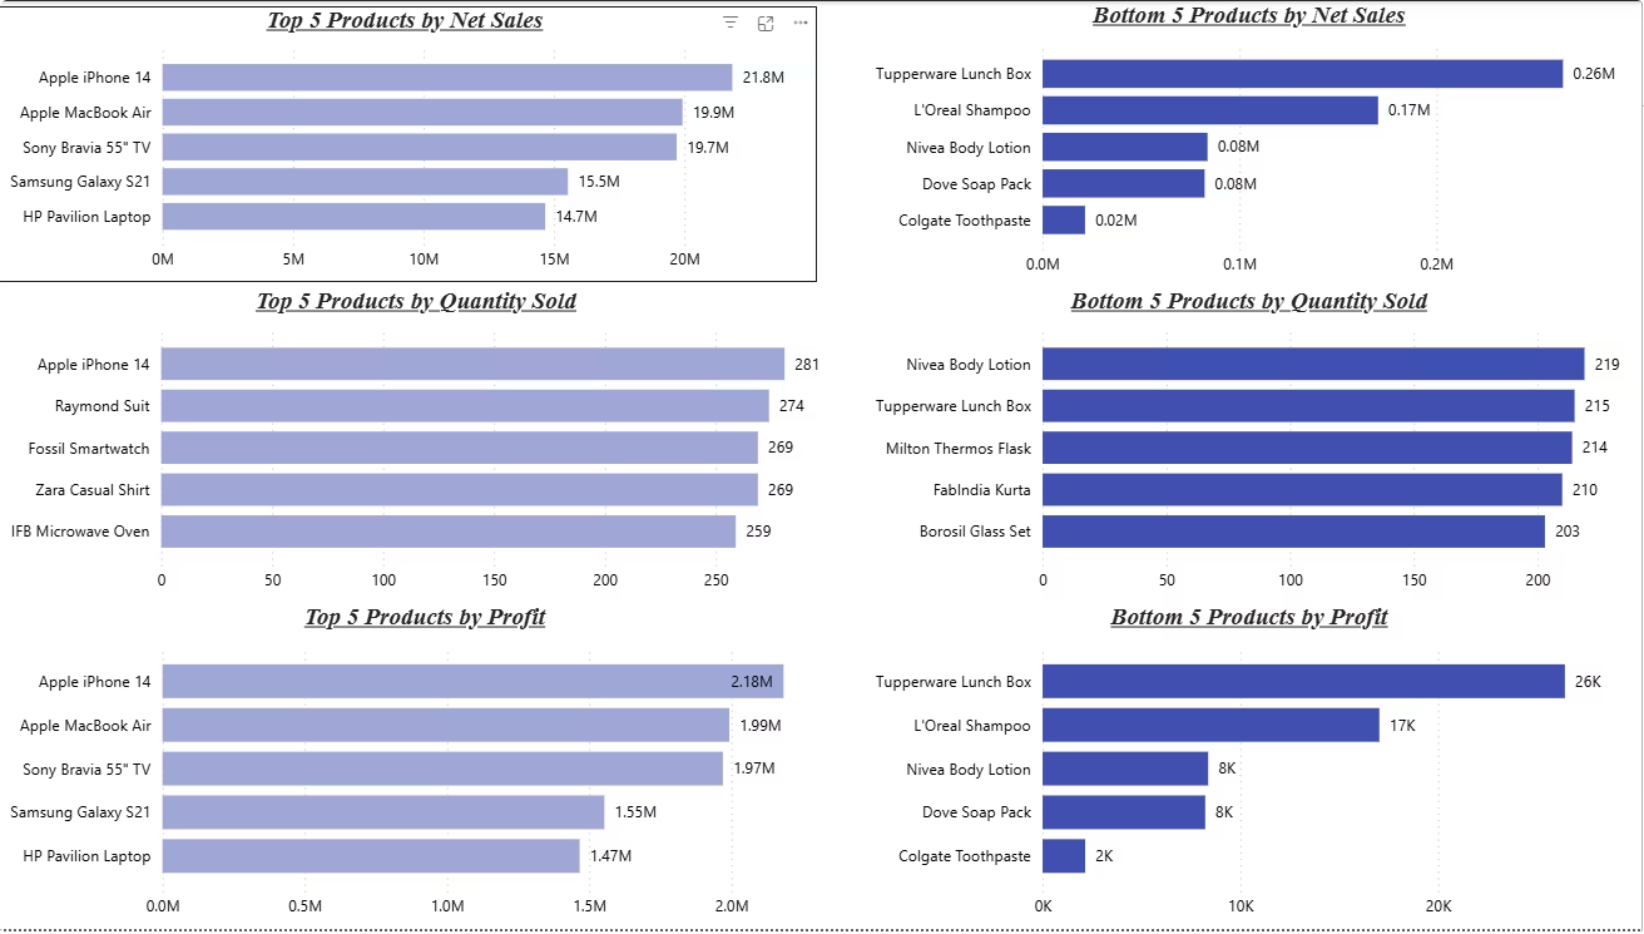 Top 5 Products by Net Sales
Apple iPhone 14 21.8M
Apple MacBook Air 19.9M
Sony Bravia 55" TV 19.7M
Samsung Galaxy S21 15.5M
HP Pavilion Laptop 14.7M
0M 5M 10M 15M 20M
Bottom 5 Products by Net Sales
Tupperware Lunch Box 0.26M
L'Oreal Shampoo 0.17M
Nivea Body Lotion 0.08M
Dove Soap Pack 0.08M
Colgate Toothpaste 0.02M
0.0M 0.1M 0.2M
Top 5 Products by Quantity Sold
Apple iPhone 14 281
Raymond Suit 274
Fossil Smartwatch 269
Zara Casual Shirt 269
IFB Microwave Oven 259
0 50 100 150 200 250
Bottom 5 Products by Quantity Sold
Nivea Body Lotion 219
Tupperware Lunch Box 215
Milton Thermos Flask 214
FabIndia Kurta 210
Borosil Glass Set 203
0 50 100 150 200
Top 5 Products by Profit
Apple iPhone 14 2.18M
Apple MacBook Air 1.99M
Sony Bravia 55" TV 1.97M
Samsung Galaxy S21 1.55M
HP Pavilion Laptop 1.47M
0.0M 0.5M 1.0M 1.5M 2.0M
Bottom 5 Products by Profit
Tupperware Lunch Box 26K
L'Oreal Shampoo 17K
Nivea Body Lotion 8K
Dove Soap Pack 8K
Colgate Toothpaste 2K
0K 10K 20K